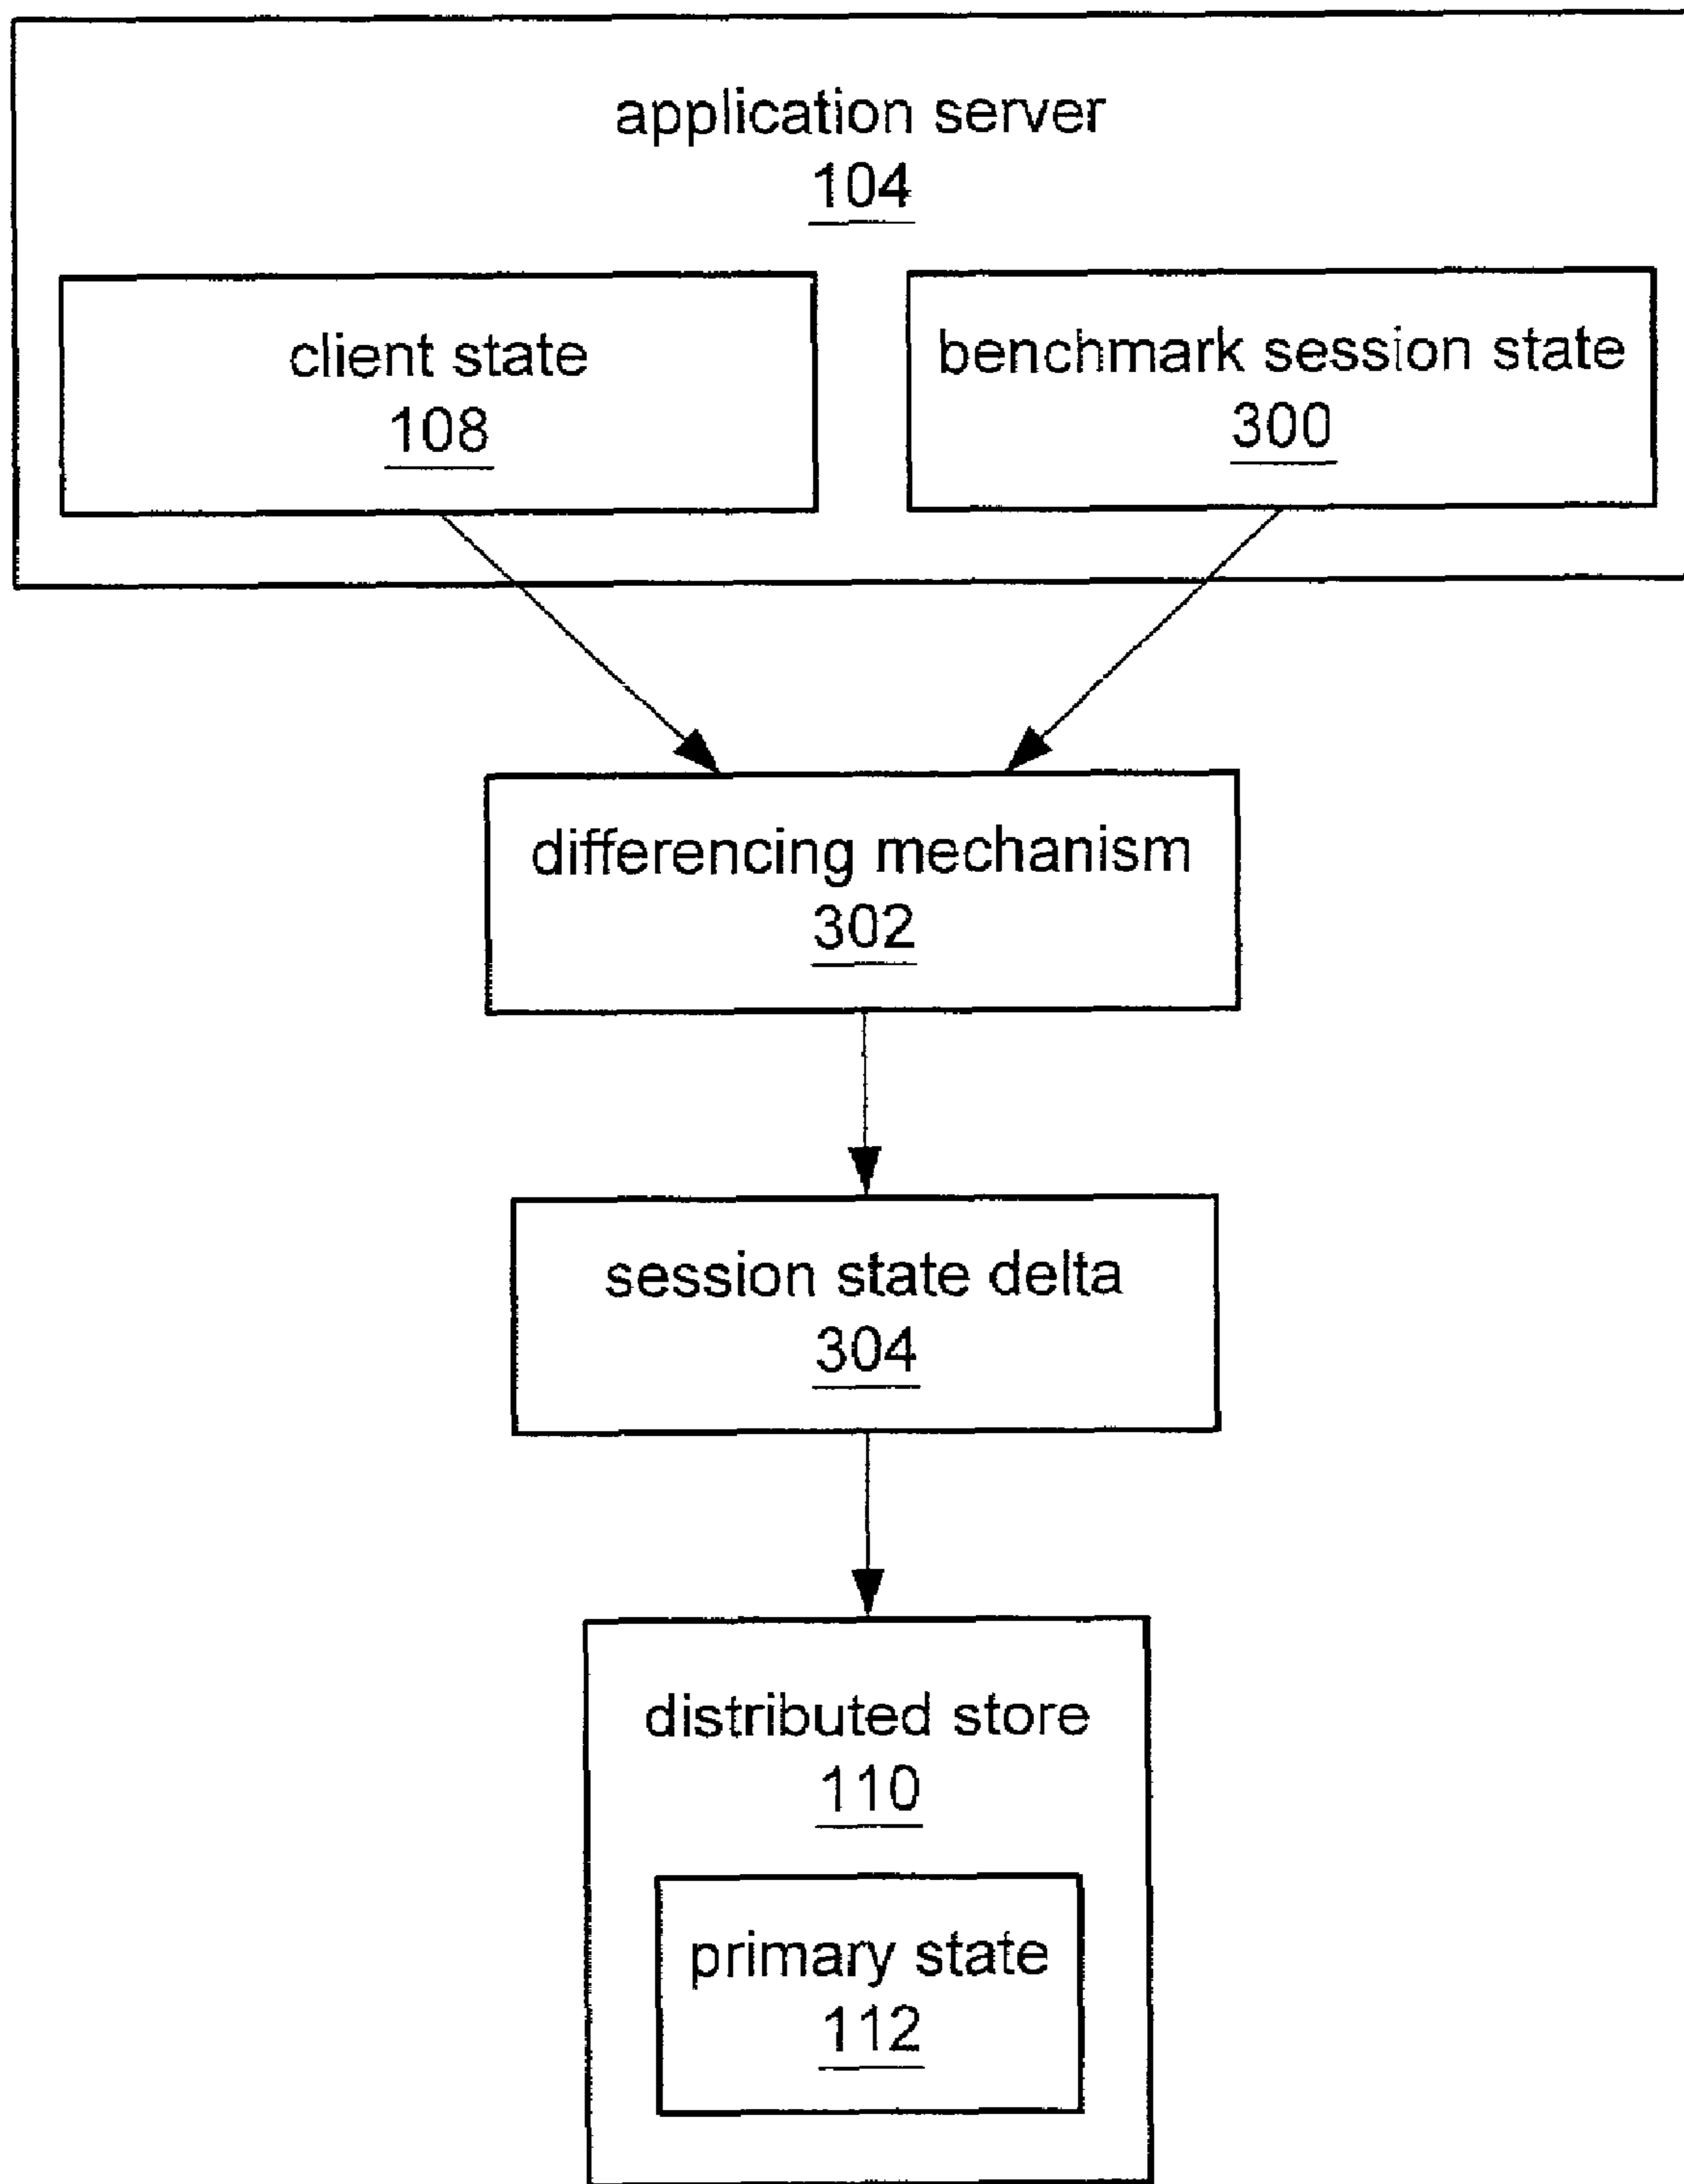 application server
104
client state
108
benchmark session state
300
differencing mechanism
302
session state delta
304
distributed store
110
primary state
112